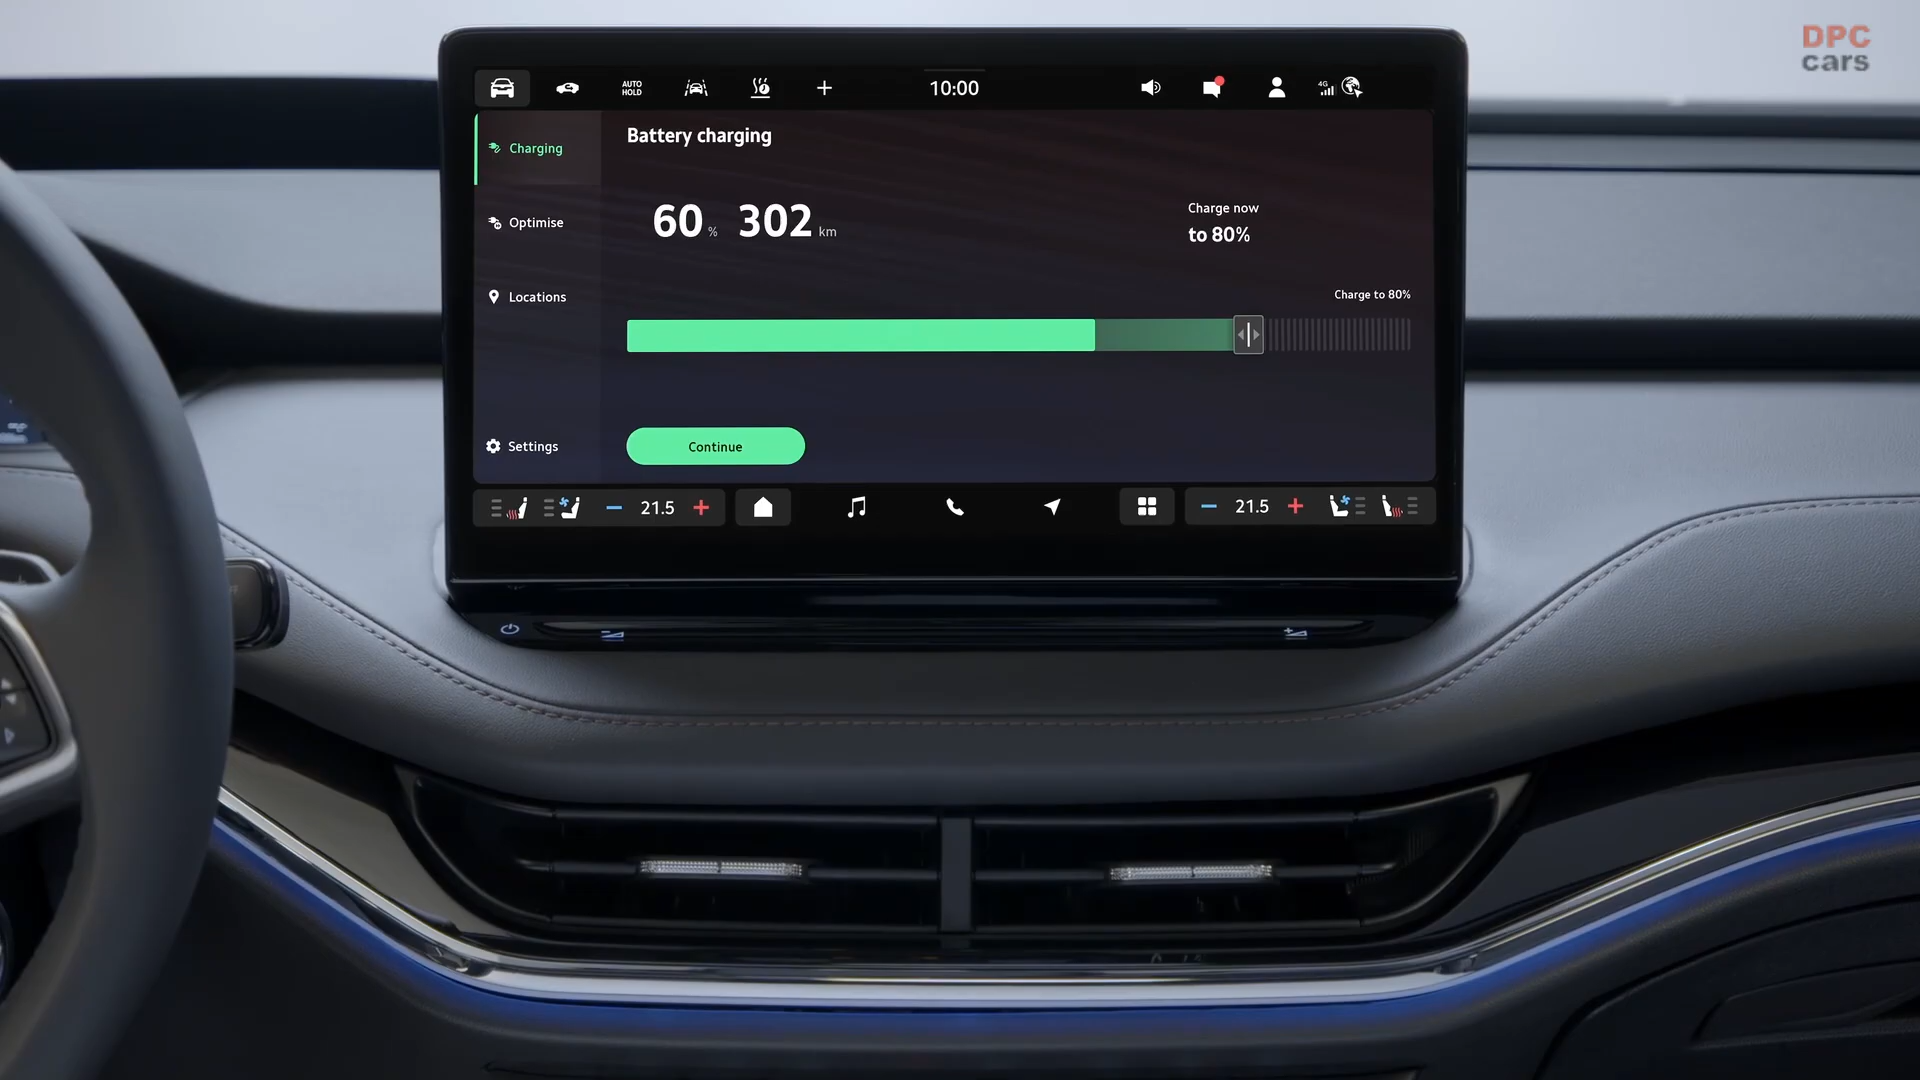 DPC
cars
AUTO
HOLD
10:00
4G
Charging
Battery charging
60 % 302 km
Charge now
to 80%
Optimise
Locations
Charge to 80%
Settings
Continue
21.5
21.5